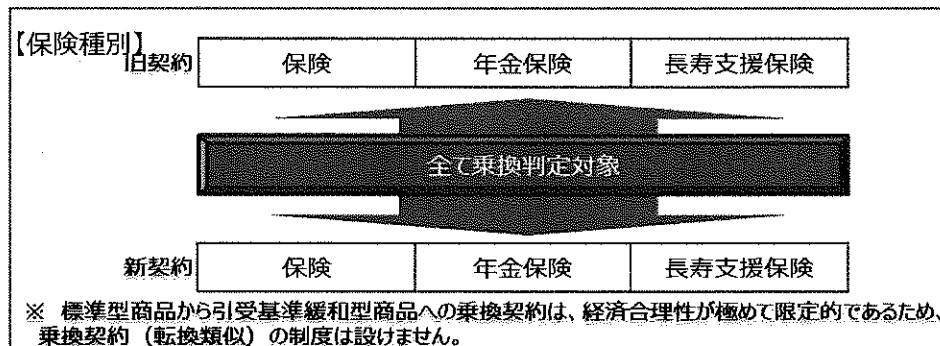 【保険種別】
旧契約 保険 年金保険 長寿支援保険
全て乗換判定対象
新契約 保険 年金保険 長寿支援保険
※ 標準型商品から引受基準緩和型商品への乗換契約は、経済合理性が極めて限定的であるため、
乗換契約（転換類似）の制度は設けません。